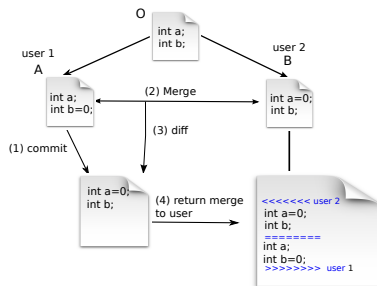 O
int a;
int b;
user 1
A
user 2
B
int a;
int b=0;
(2) Merge
int a=0;
int b;
(3) diff
(1) commit
int a=0;
int b;
(4) return merge
to user
<<<<<<< user 2
int a=0;
int b;
========
int a;
int b=0;
>>>>>>>> user 1